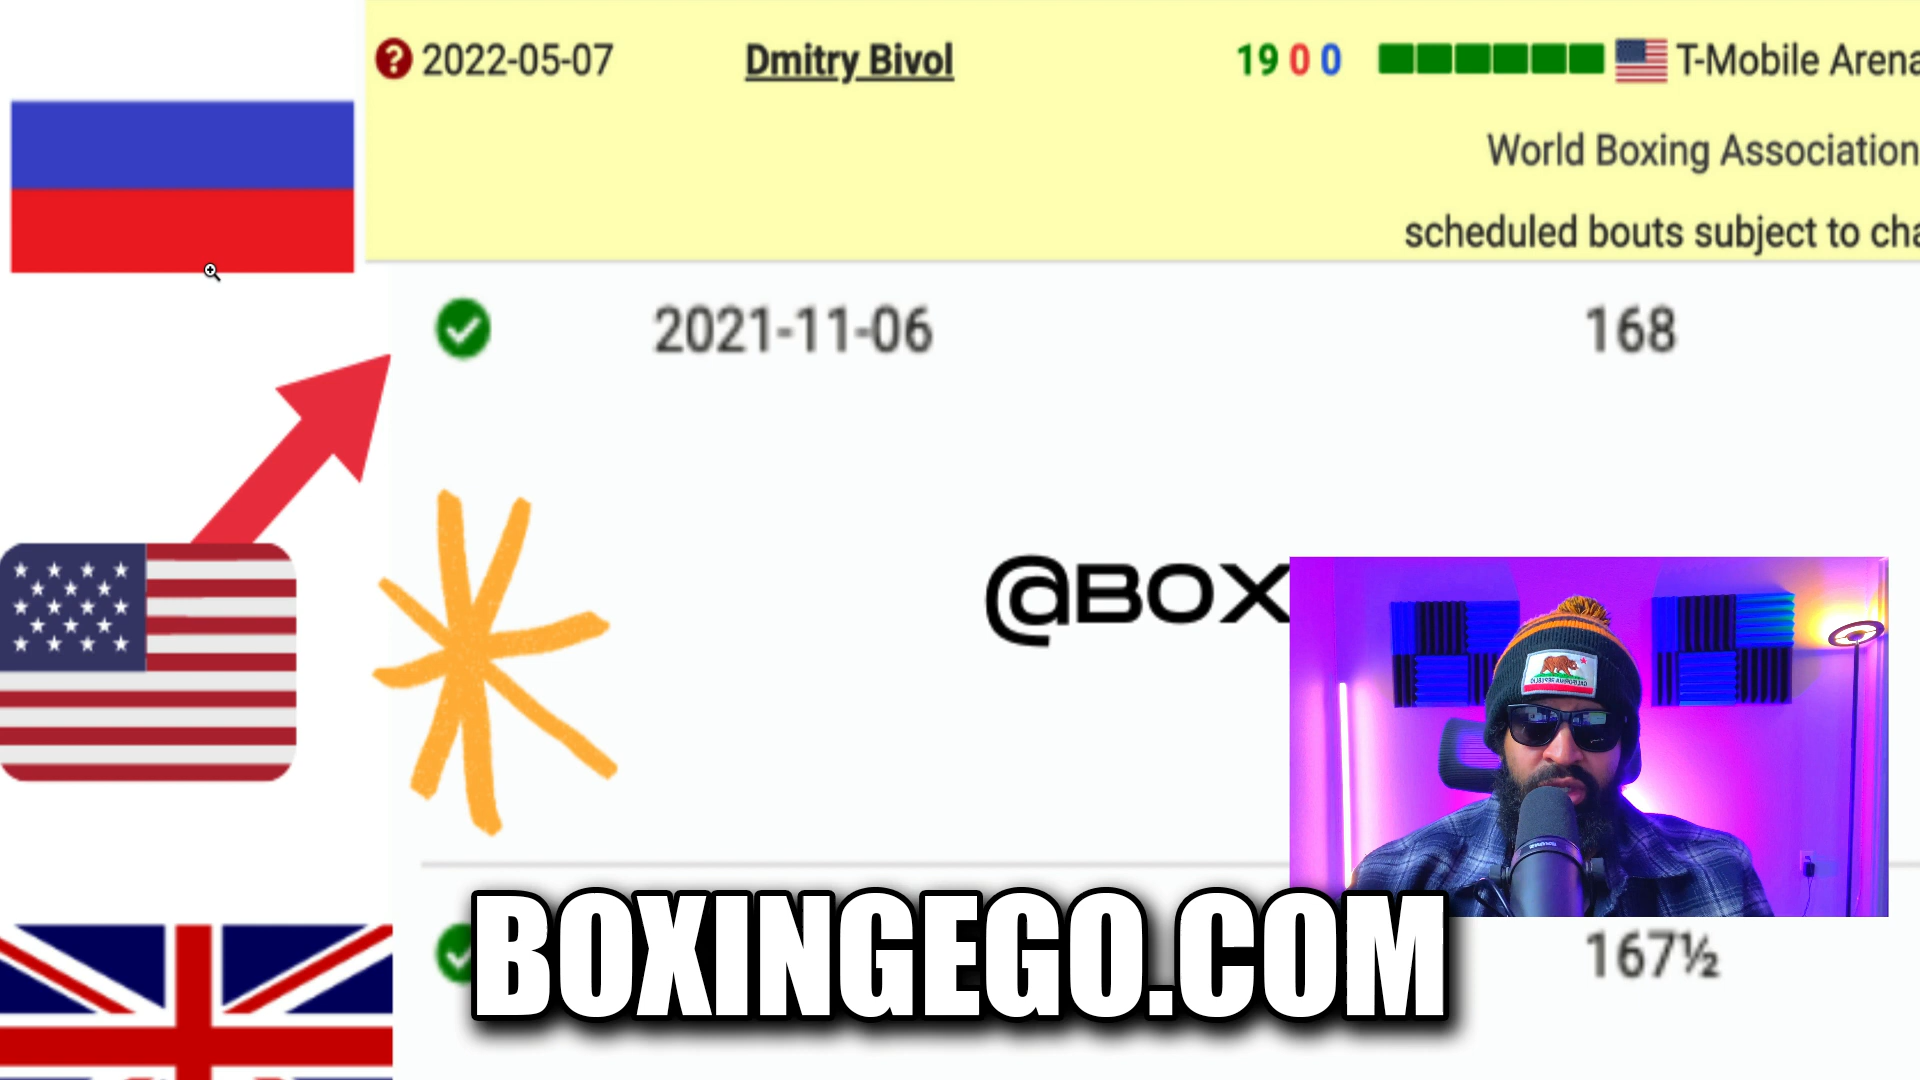 2022-05-07 Dmitry Bivol 19 0 0 T-Mobile Arena
World Boxing Association
scheduled bouts subject to cha
2021-11-06 168
@BOX
BOXINGEGO.COM
167½